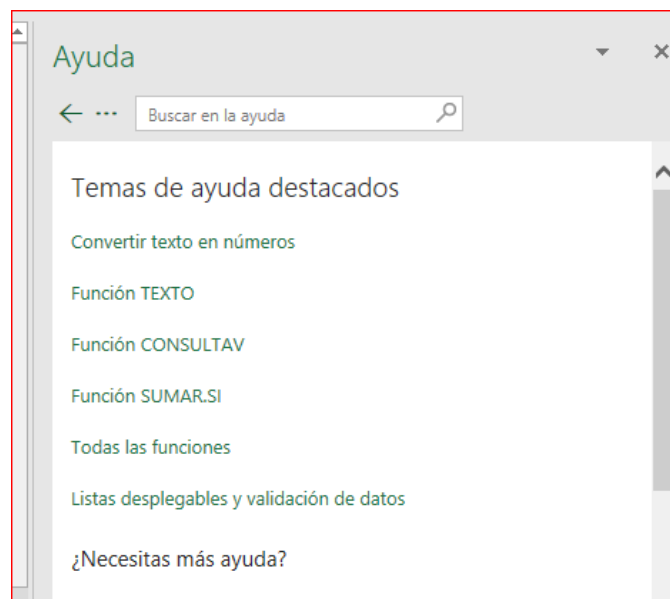 Ayuda
Buscar en la ayuda
Temas de ayuda destacados
Convertir texto en números
Función TEXTO
Función CONSULTAV
Función SUMAR.SI
Todas las funciones
Listas desplegables y validación de datos
¿Necesitas más ayuda?